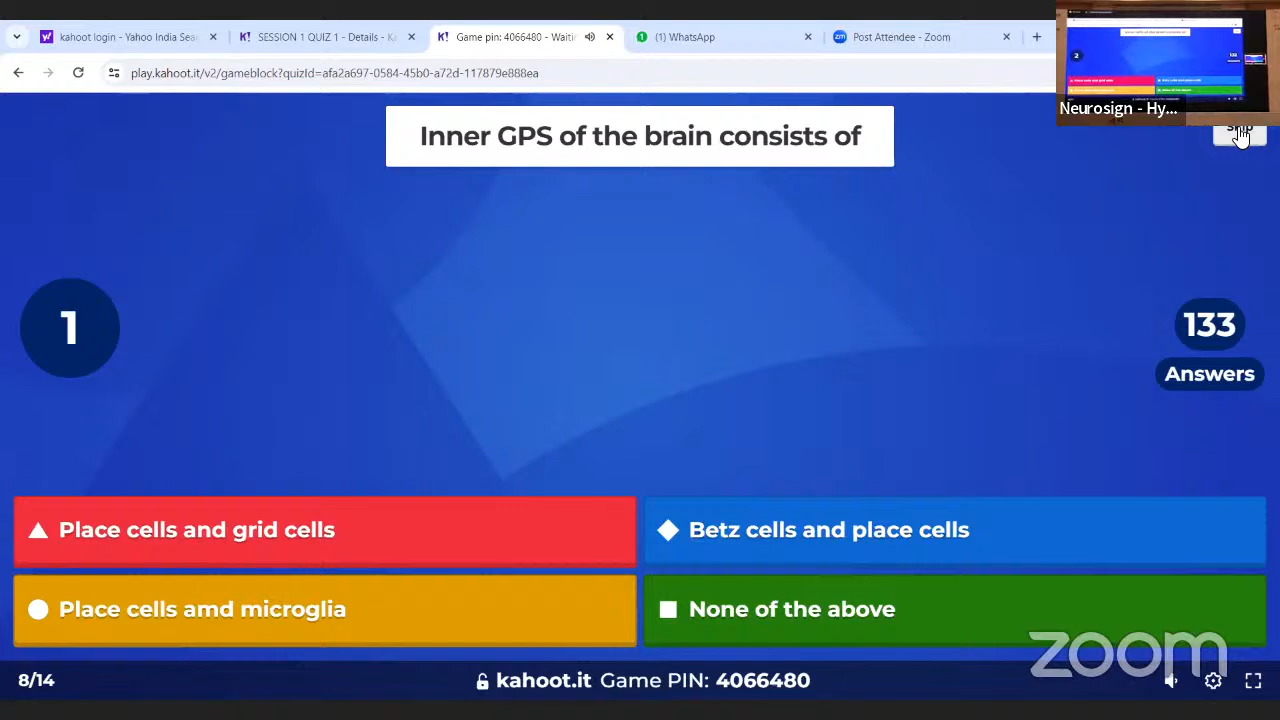 kahoot login - Yahoo India Sea
SESSION 1 QUIZ 1 - Details - Ka
Game pin: 4066480 - Waiti
(1) WhatsApp
Post Attendee - Zoom
play.kahoot.it/v2/gameblock?quizId=afa2a697-0584-45b0-a72d-117879e888ea
Neurosign - Hy...
Skip
Inner GPS of the brain consists of
1
133
Answers
Place cells and grid cells
Betz cells and place cells
Place cells amd microglia
None of the above
zoom
8/14
kahoot.it Game PIN: 4066480